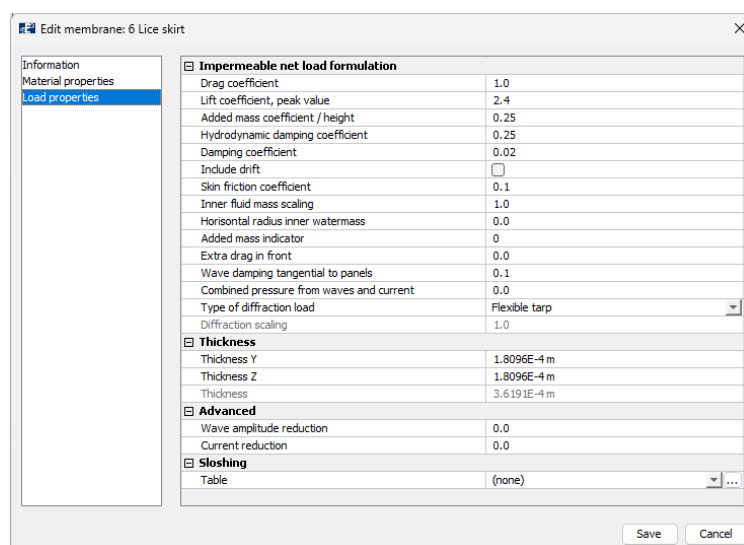 Edit membrane: 6 Lice skirt
Information
Material properties
Load properties
Impermeable net load formulation
Drag coefficient 1.0
Lift coefficient, peak value 2.4
Added mass coefficient / height 0.25
Hydrodynamic damping coefficient 0.25
Damping coefficient 0.02
Include drift
Skin friction coefficient 0.1
Inner fluid mass scaling 1.0
Horisontal radius inner watermass 0.0
Added mass indicator 0
Extra drag in front 0.0
Wave damping tangential to panels 0.1
Combined pressure from waves and current 0.0
Type of diffraction load Flexible tarp
Diffraction scaling 1.0
Thickness
Thickness Y 1.8096E-4 m
Thickness Z 1.8096E-4 m
Thickness 3.6191E-4 m
Advanced
Wave amplitude reduction 0.0
Current reduction 0.0
Sloshing
Table (none) ...
Save Cancel